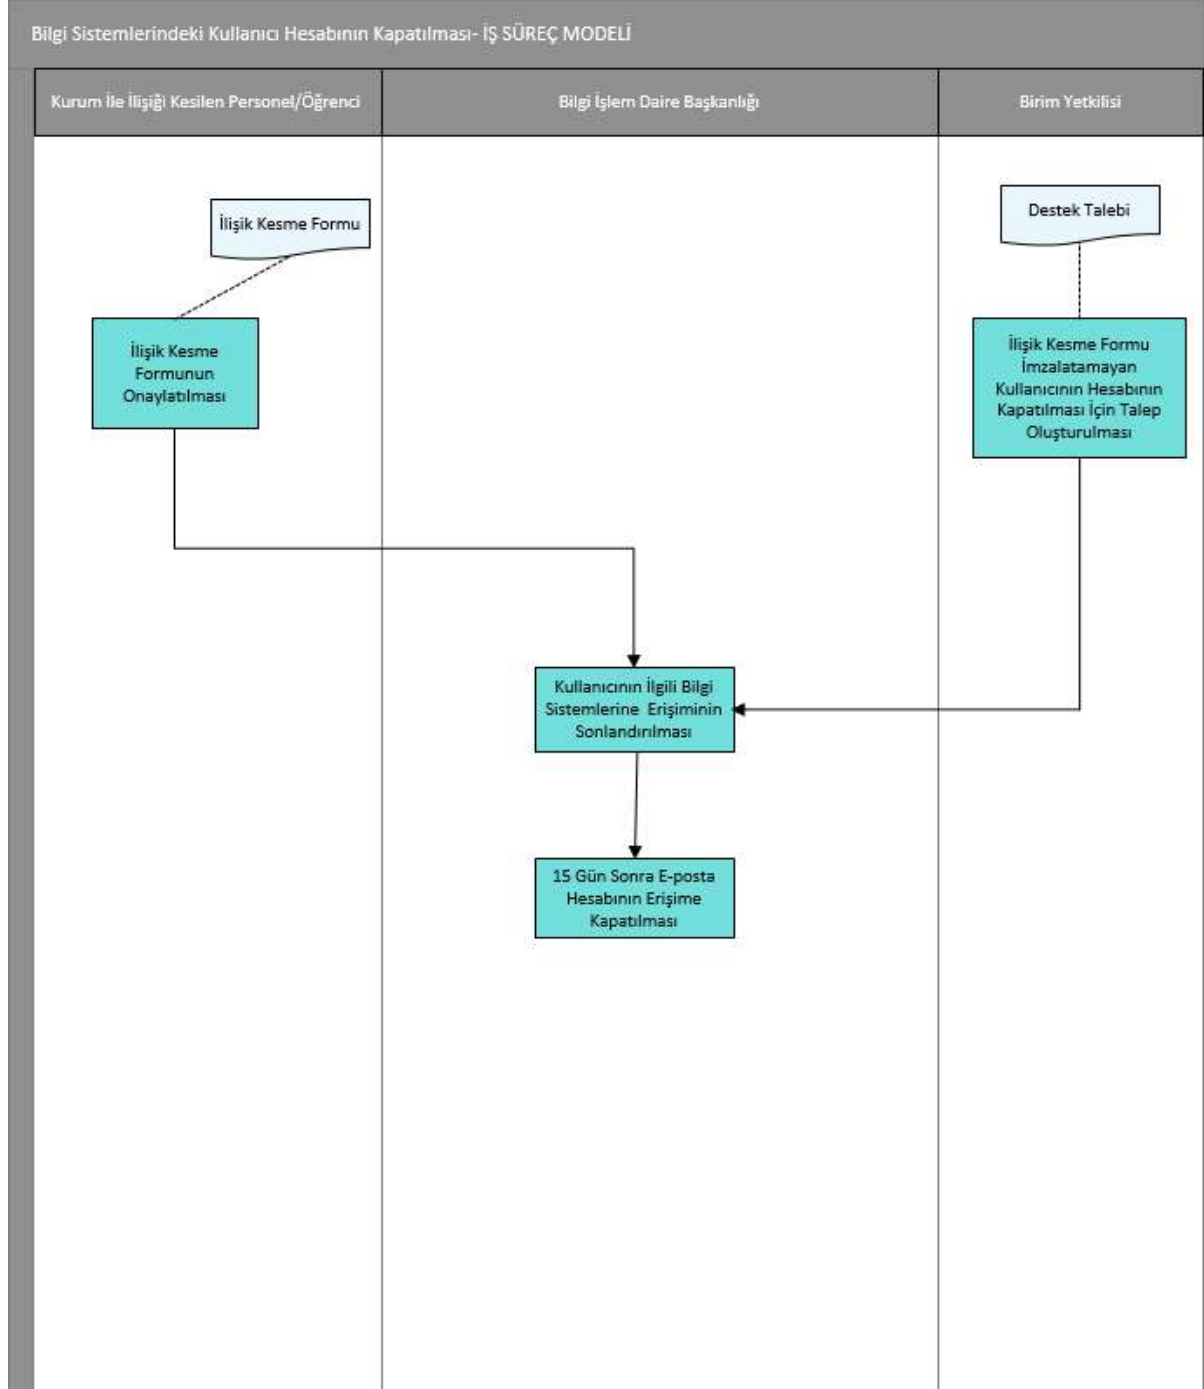 Bilgi Sistemlerindeki Kullanıcı Hesabının Kapatılması- İŞ SÜREÇ MODELİ
Kurum İle İlişiği Kesilen Personel/Öğrenci
Bilgi İşlem Daire Başkanlığı
Birim Yetkilisi
İlişik Kesme Formu
Destek Talebi
İlişik Kesme
Formunun
Onaylatılması
İlişik Kesme Formu
İmzalatamayan
Kullanıcının Hesabının
Kapatılması İçin Talep
Oluşturulması
Kullanıcının İlgili Bilgi
Sistemlerine Erişiminin
Sonlandırılması
15 Gün Sonra E-posta
Hesabının Erişime
Kapatılması